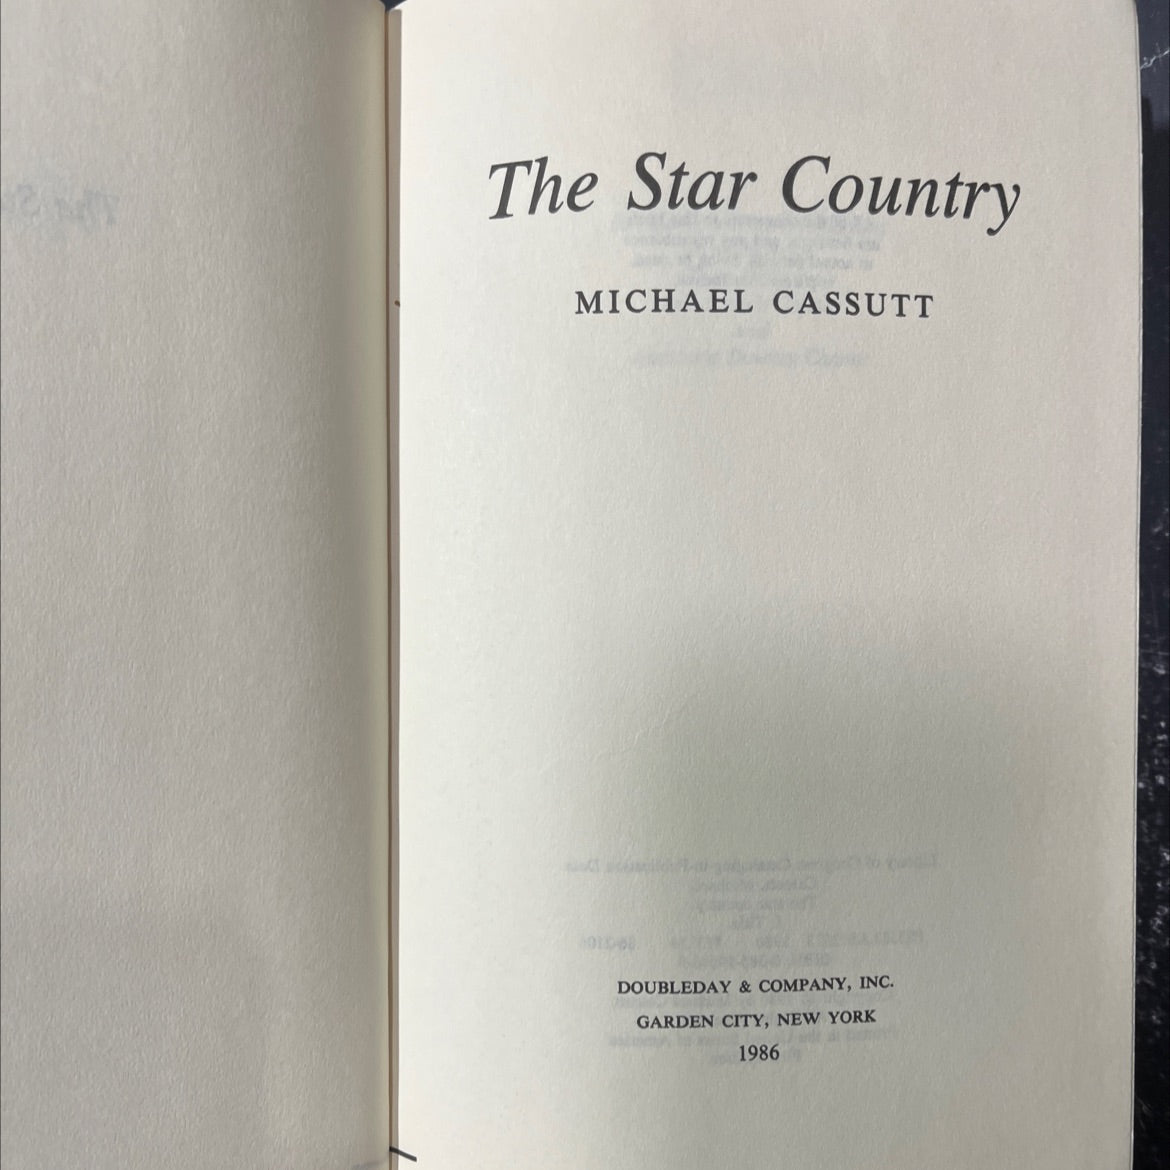 The Star Country
MICHAEL CASSUTT
DOUBLEDAY & COMPANY, INC.
GARDEN CITY, NEW YORK
1986